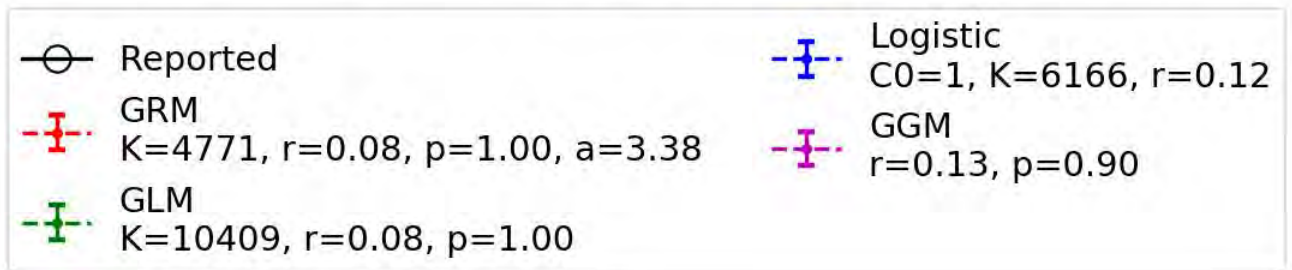 Reported
GRM
K=4771, r=0.08, p=1.00, a=3.38
GLM
K=10409, r=0.08, p=1.00
Logistic
C0=1, K=6166, r=0.12
GGM
r=0.13, p=0.90